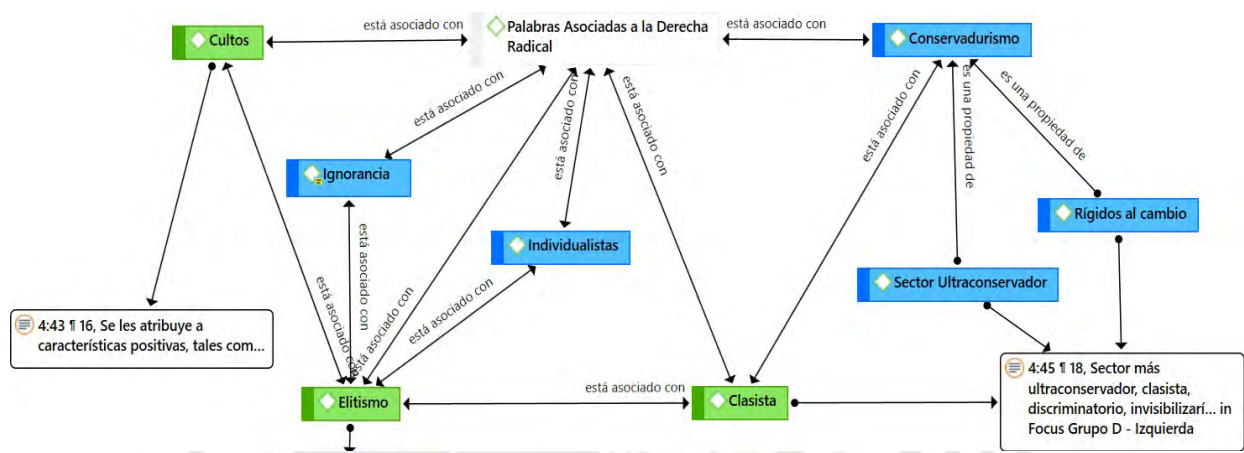 está asociado con
Palabras Asociadas a la Derecha
Radical
está asociado con
Cultos
Conservadurismo
está asociado con
está asociado con
está asociado con
está asociado con
es una propiedad de
es una propiedad de
Ignorancia
Rígidos al cambio
Individualistas
está asociado con
Sector Ultraconservador
está asociado con
está asociado con
está asociado con
4:43 ¶ 16, Se les atribuye a
características positivas, tales com...
4:45 ¶ 18, Sector más
ultraconservador, clasista,
discriminatorio, invisibilizarí... in
Focus Grupo D - Izquierda
está asociado con
Elitismo
Clasista